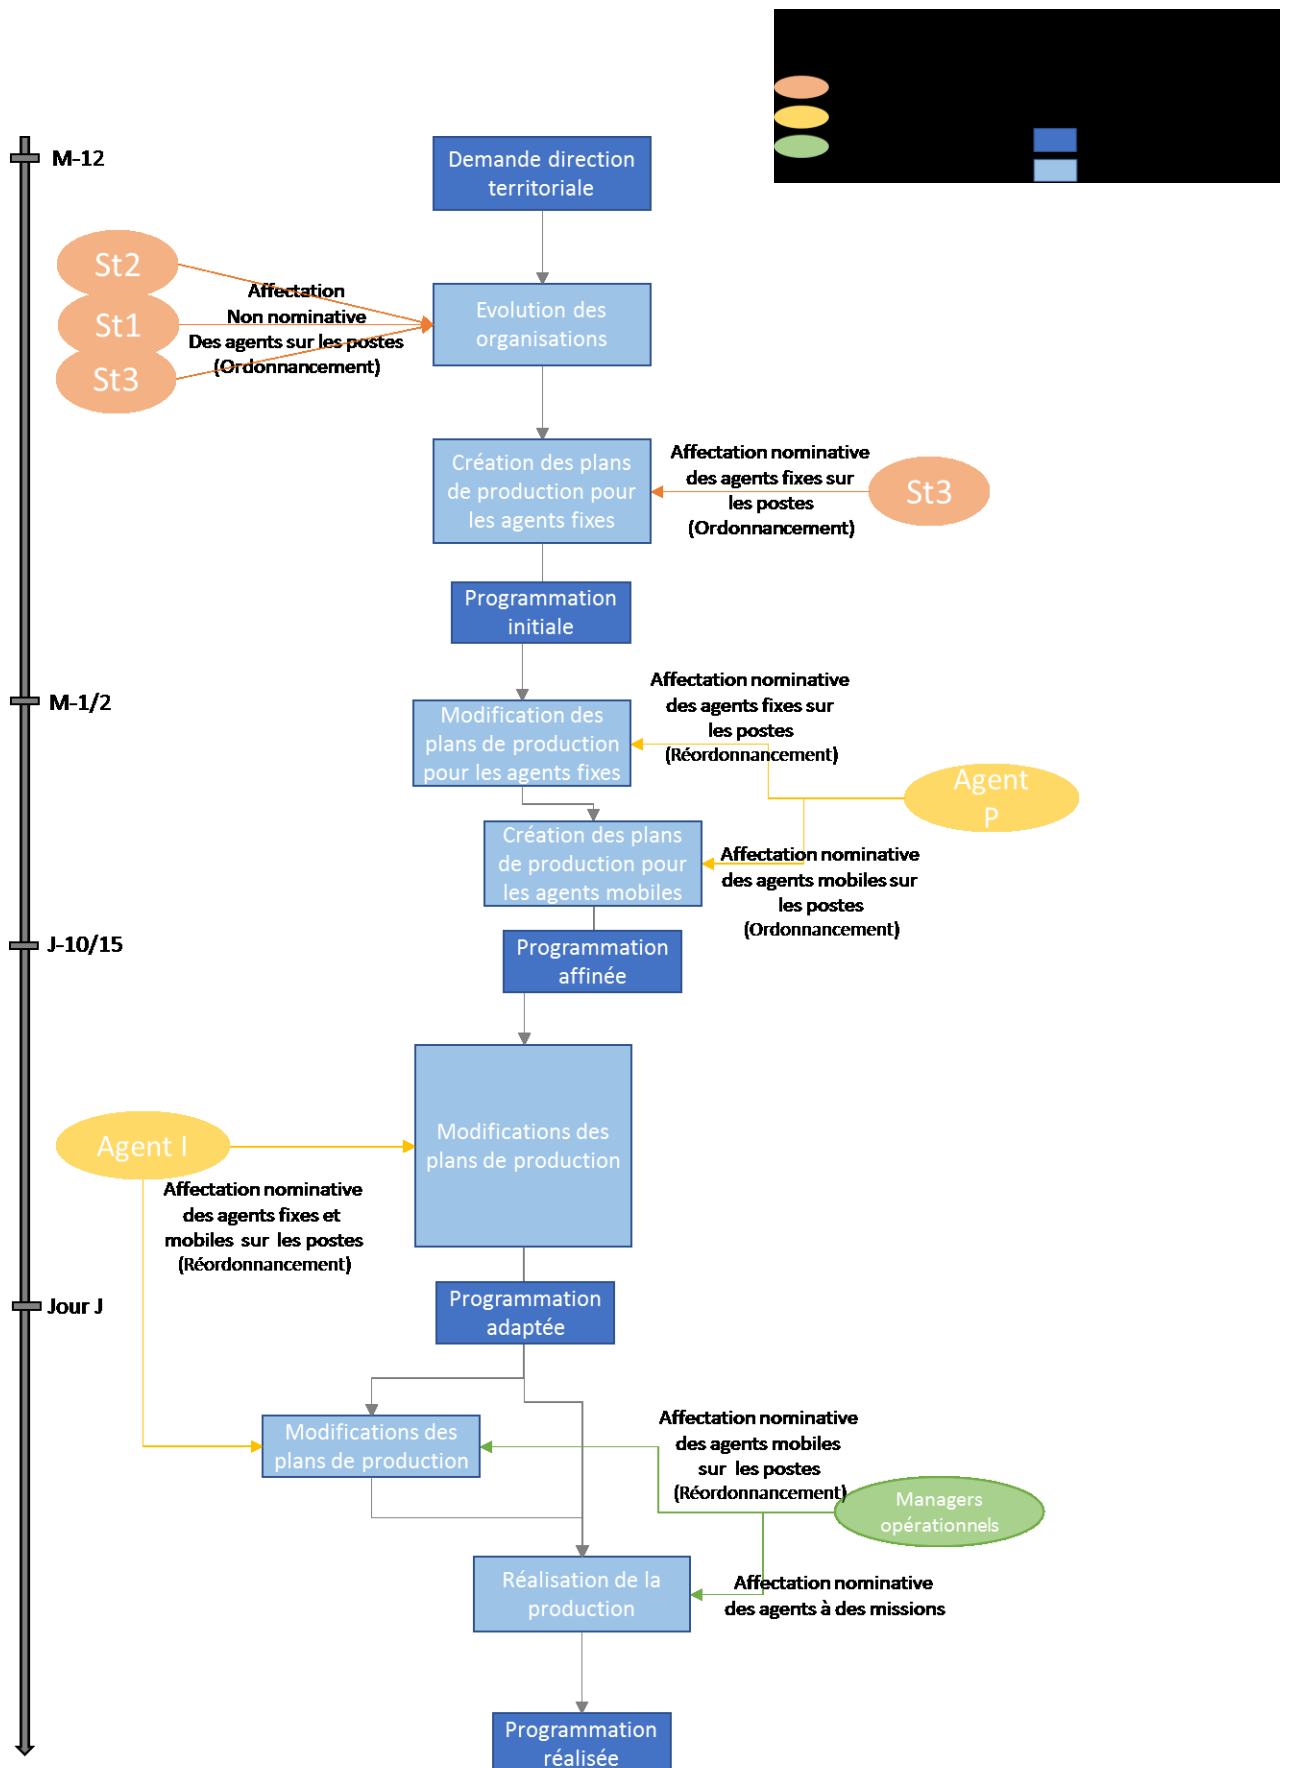 M-12
Demande direction
territoriale
St2
St1
St3
Affectation
Non nominative
Des agents sur les postes
(Ordonnancement)
Evolution des
organisations
Création des plans
de production pour
les agents fixes
Affectation nominative
des agents fixes sur
les postes
(Ordonnancement)
St3
Programmation
initiale
M-1/2
Modification des
plans de production
pour les agents fixes
Affectation nominative
des agents fixes sur
les postes
(Réordonnancement)
Agent
P
Création des plans
de production pour
les agents mobiles
Affectation nominative
des agents mobiles sur
les postes
(Ordonnancement)
J-10/15
Programmation
affinée
Modifications des
plans de production
Agent I
Affectation nominative
des agents fixes et
mobiles sur les postes
(Réordonnancement)
Jour J
Programmation
adaptée
Modifications des
plans de production
Affectation nominative
des agents mobiles
sur les postes
(Réordonnancement)
Managers
opérationnels
Réalisation de la
production
Affectation nominative
des agents à des missions
Programmation
réalisée